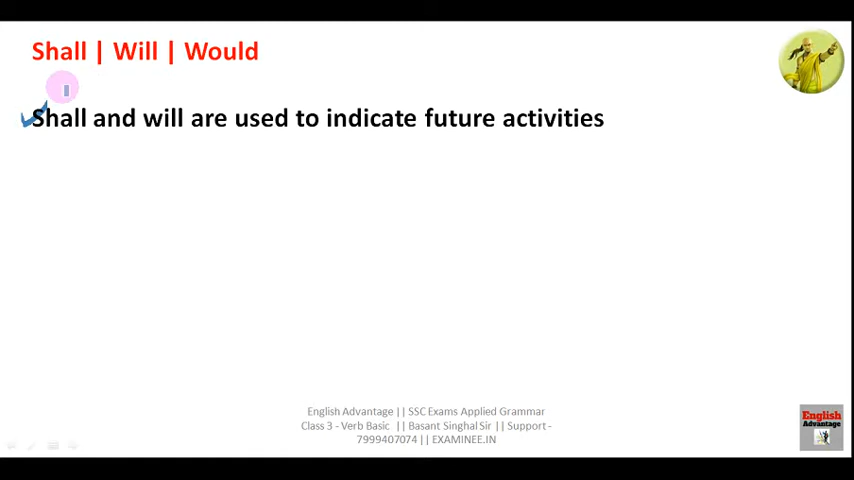 Shall | Will | Would
Shall and will are used to indicate future activities
English Advantage || SSC Exams Applied Grammar
Class 3 - Verb Basic || Basant Singhal Sir || Support -
7999407074 || EXAMINEE.IN
English
Advantage